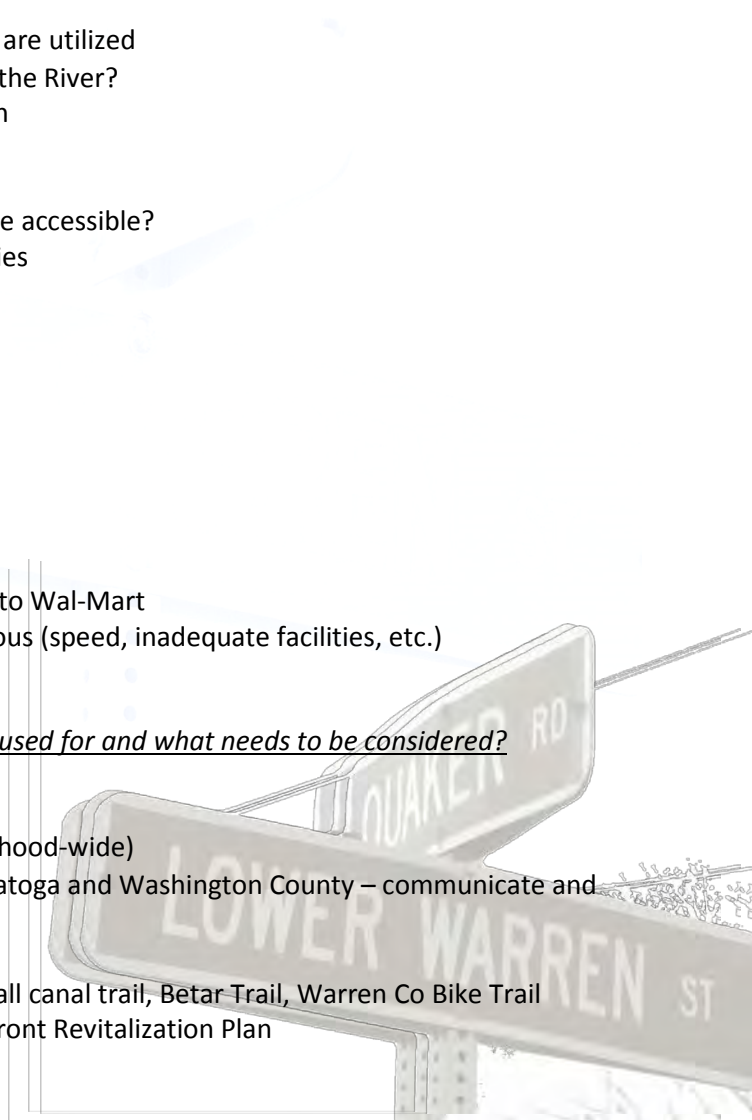 are utilized
the River?
e accessible?
ies
to Wal-Mart
ous (speed, inadequate facilities, etc.)
used for and what needs to be considered?
QUAKER RD
hood-wide)
atoga and Washington County – communicate and
LOWER WARREN ST
all canal trail, Betar Trail, Warren Co Bike Trail
ront Revitalization Plan